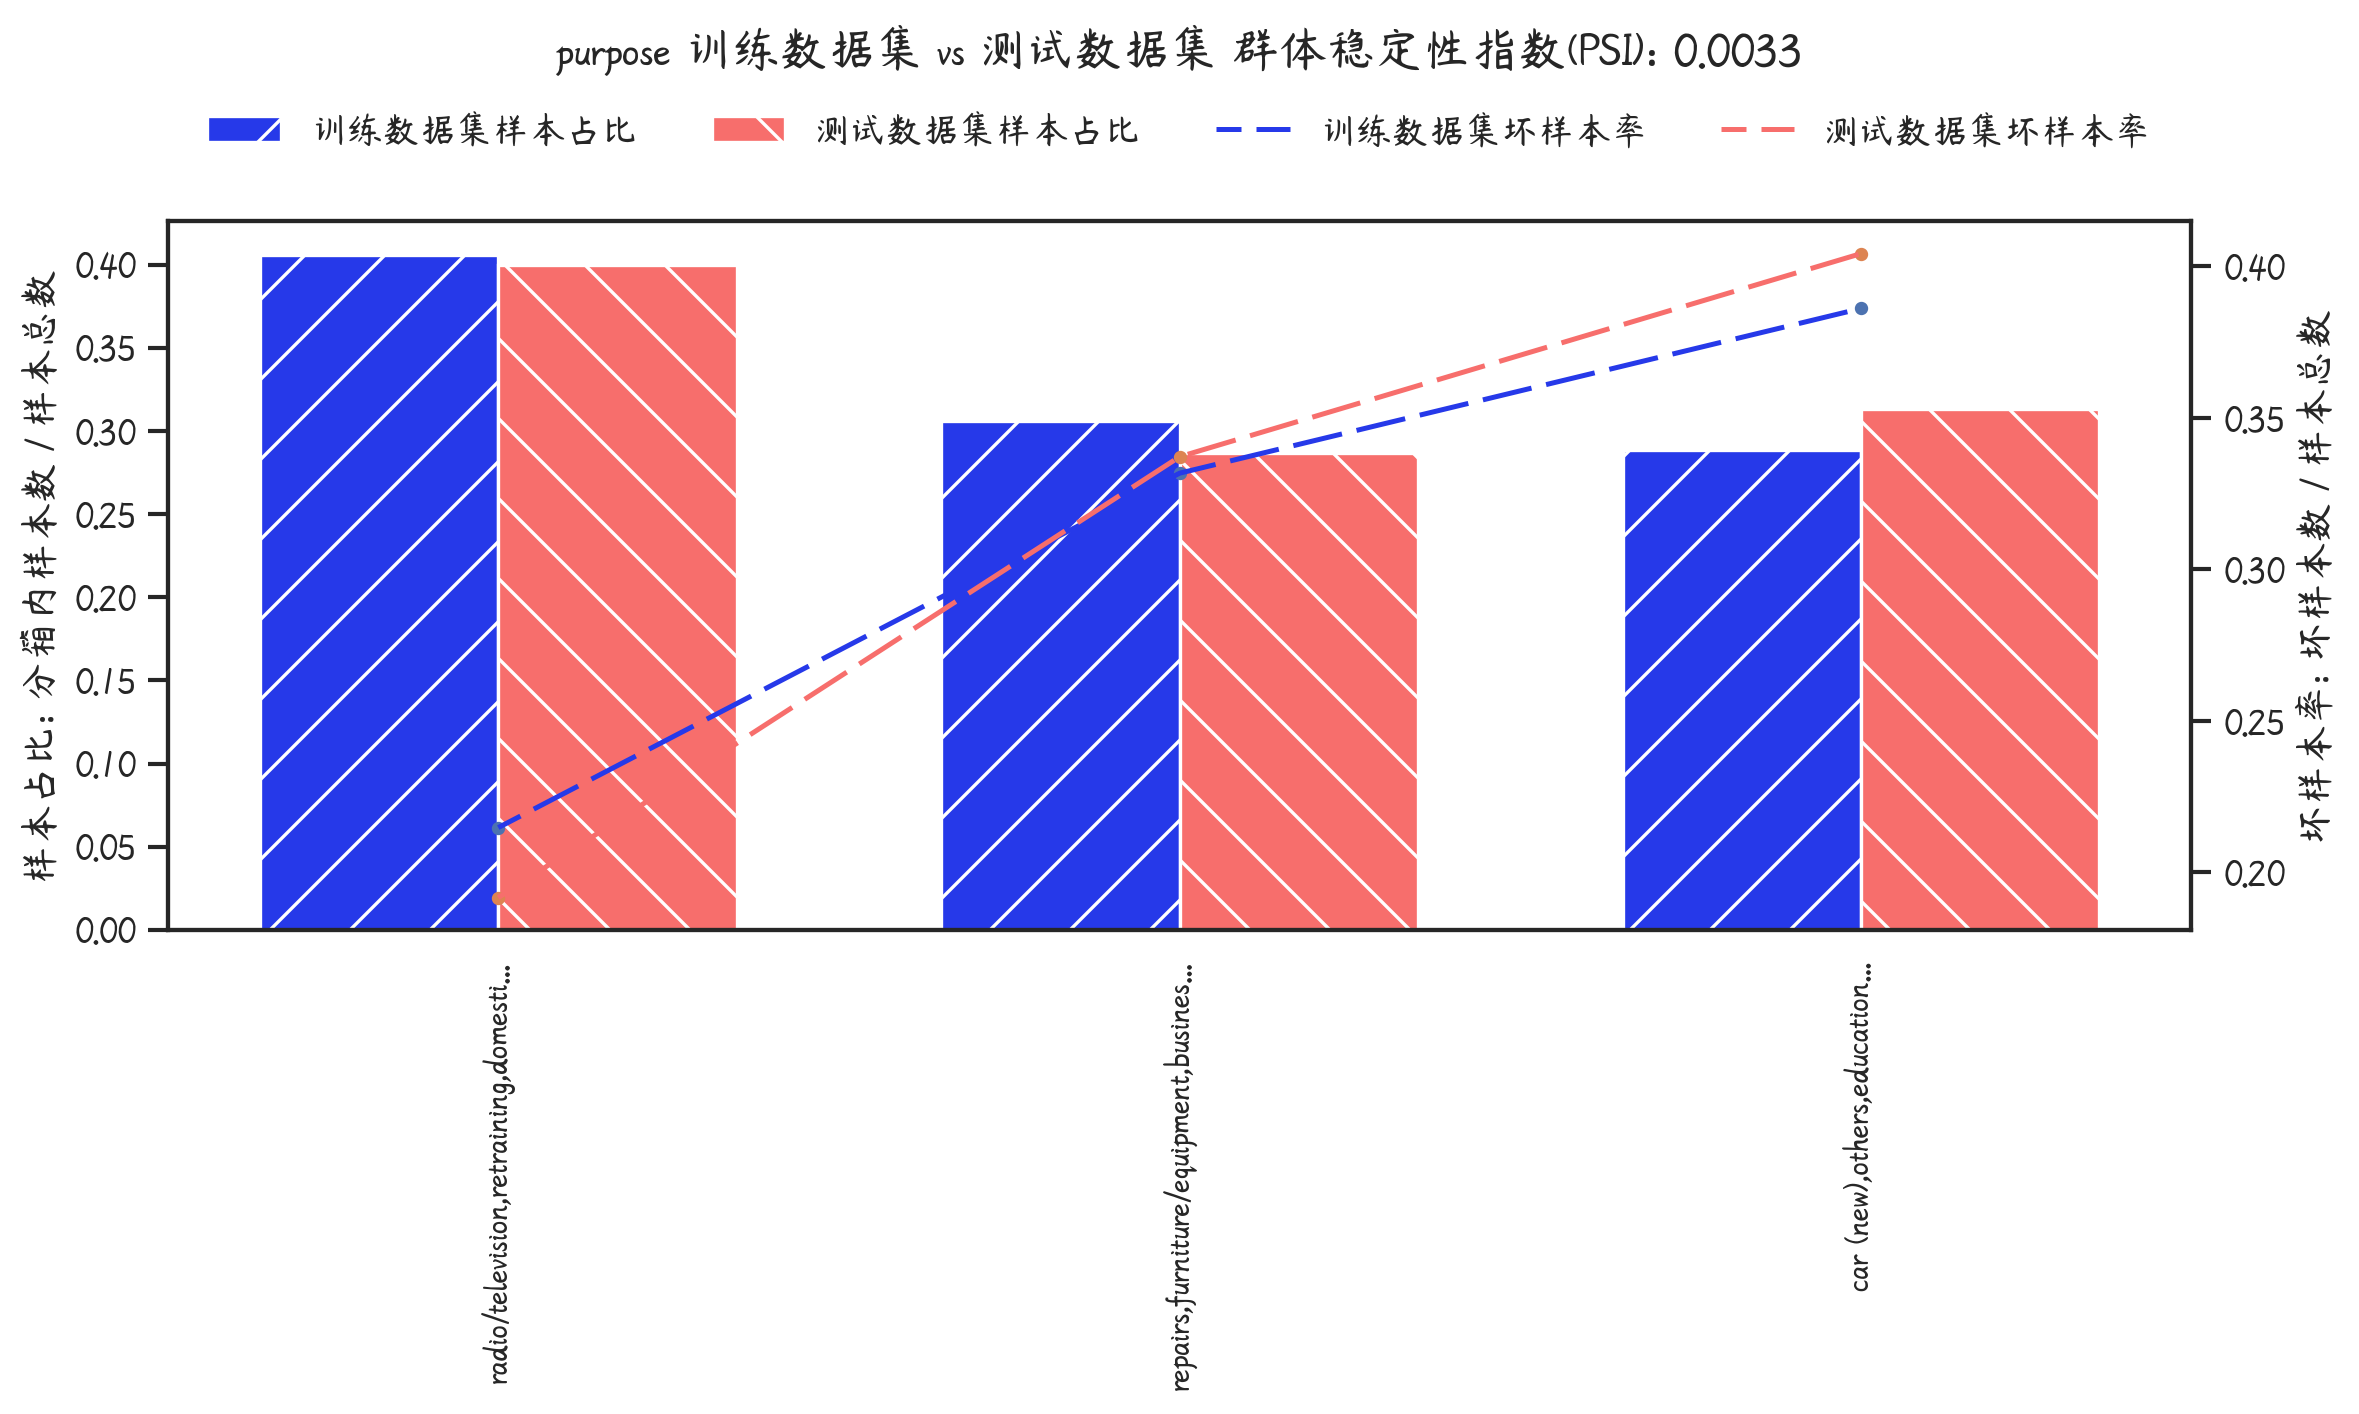 purpose 训练数据集 vs 测试数据集 群体稳定性指数(PSI): 0.0033
训练数据集样本占比 测试数据集样本占比 训练数据集坏样本率 测试数据集坏样本率
样本占比: 分箱内样本数 / 样本总数
0.40
0.35
0.30
0.25
0.20
0.15
0.10
0.05
0.00
0.40
0.35
0.30
0.25
0.20
坏样本率: 坏样本数 / 样本总数
radio/television,retraining,domesti...
repairs,furniture/equipment,busines...
car (new),others,education...